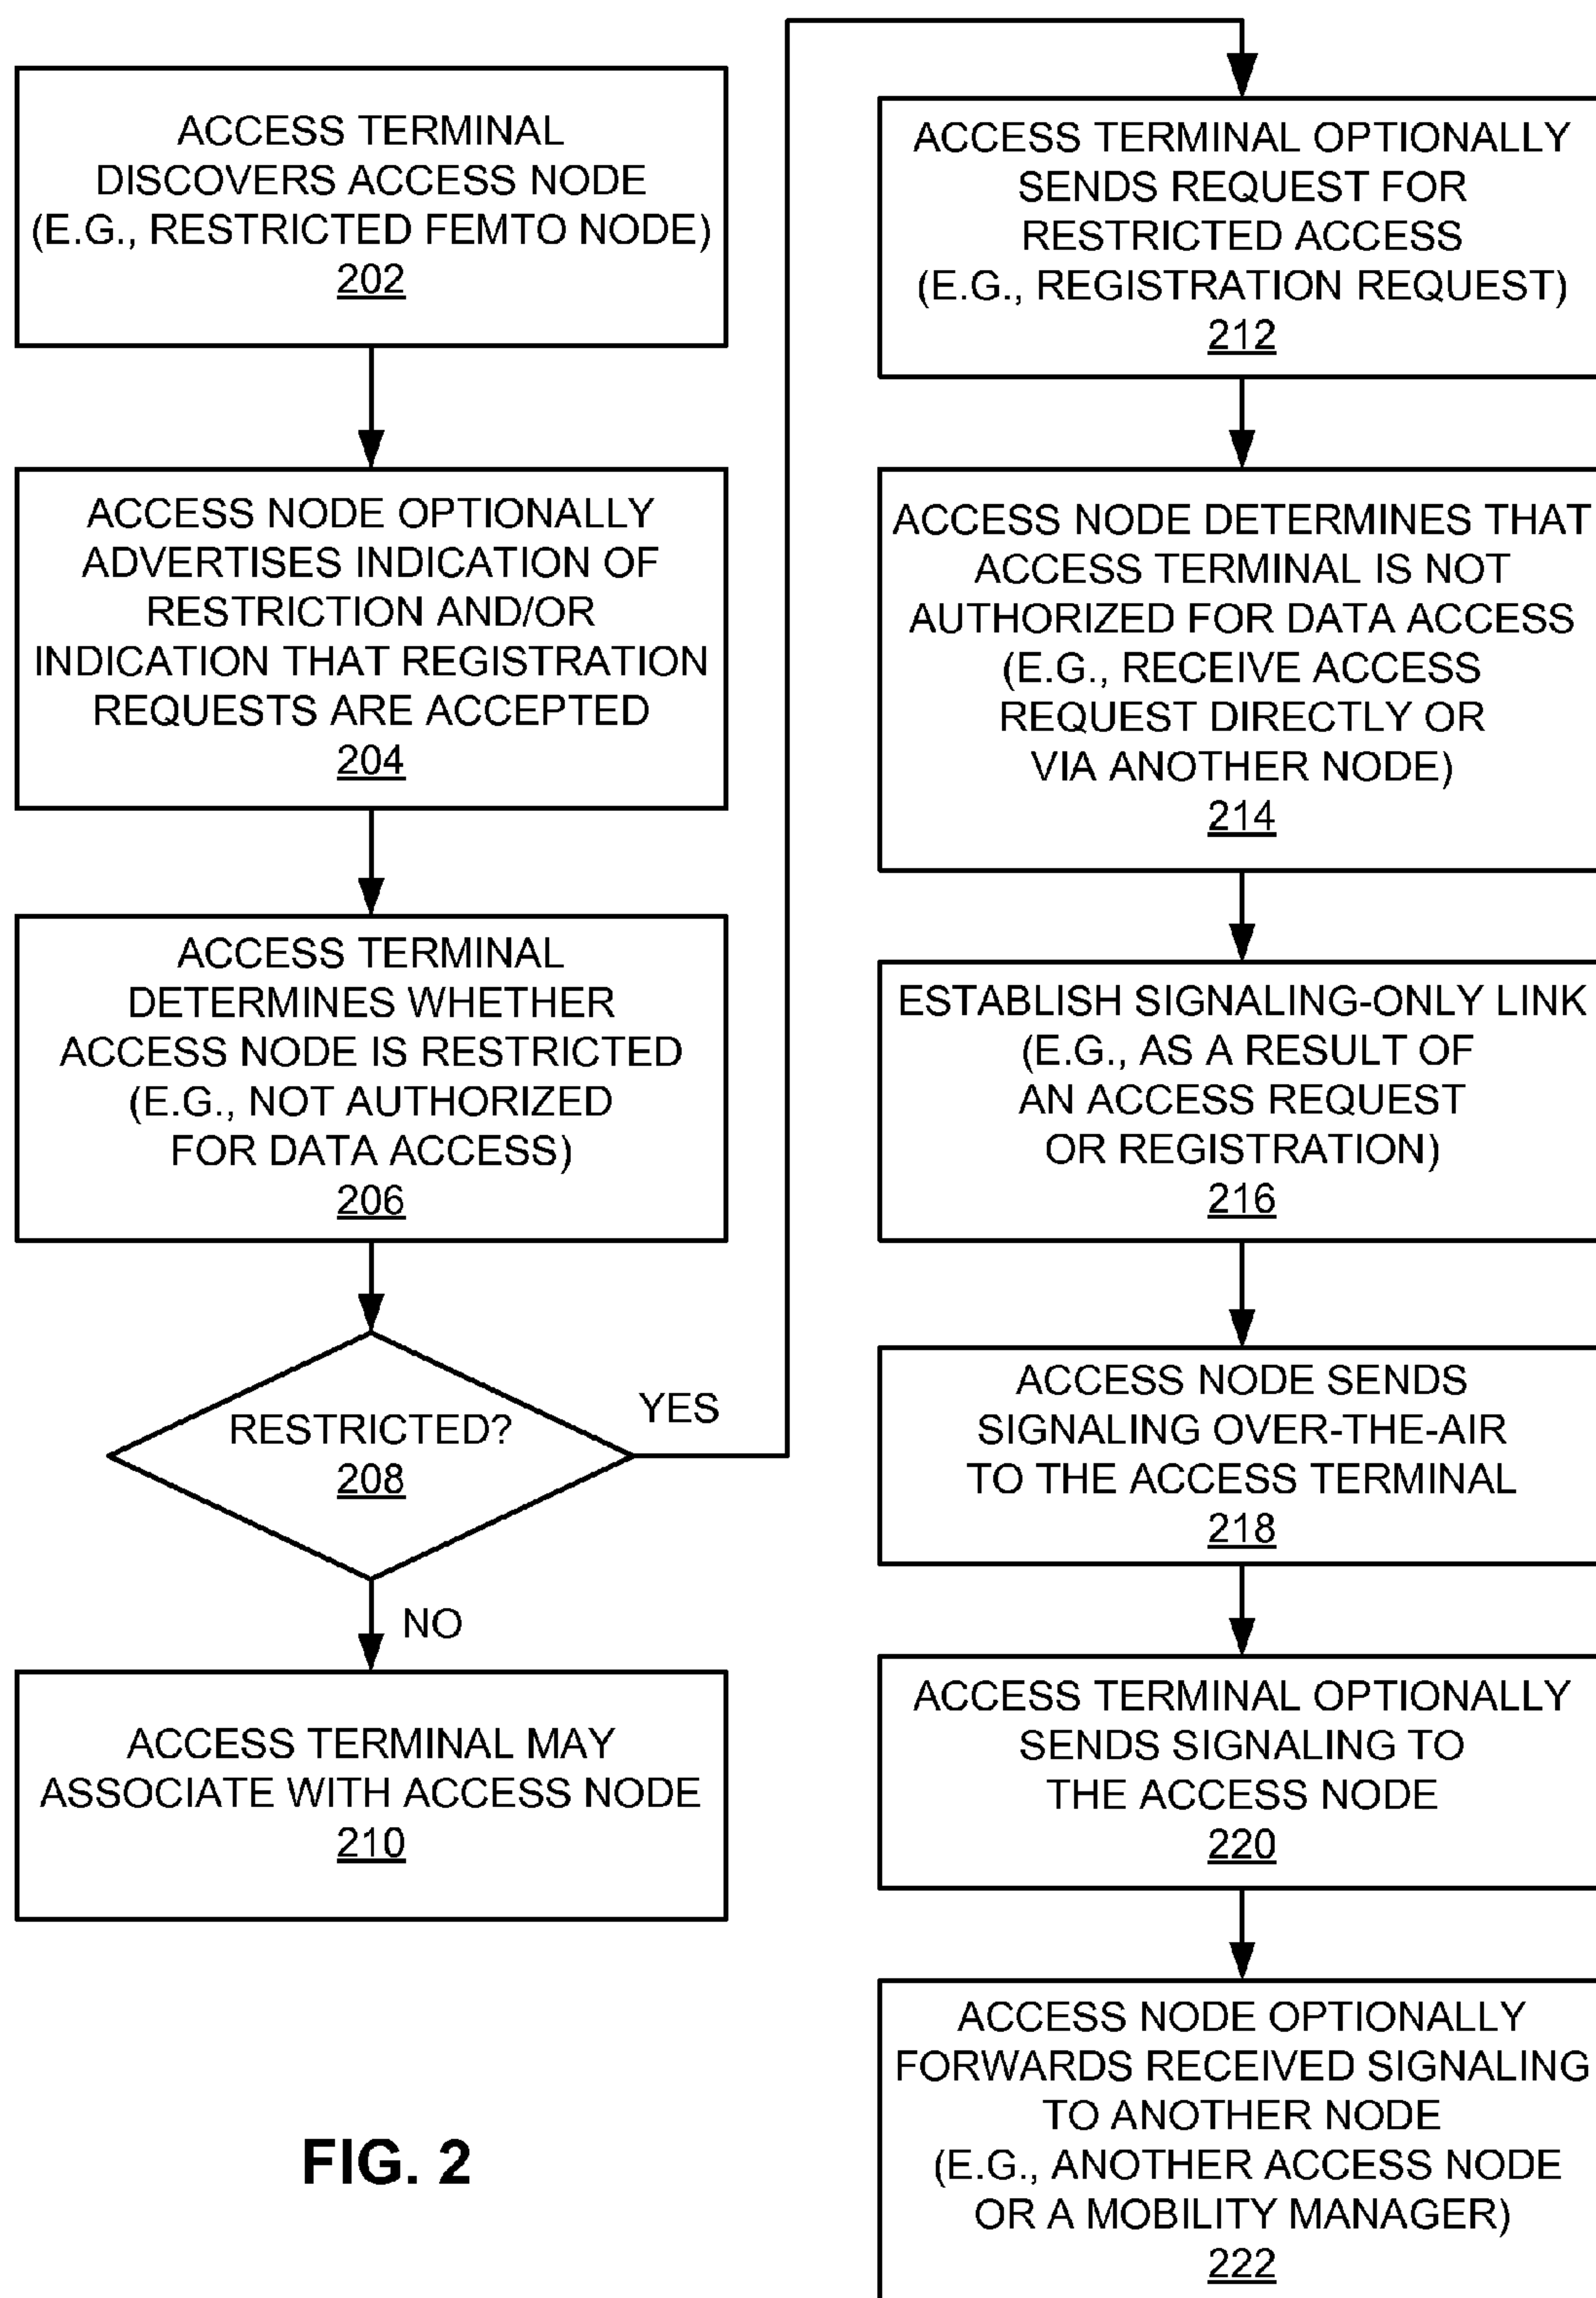 ACCESS TERMINAL
DISCOVERS ACCESS NODE
(E.G., RESTRICTED FEMTO NODE)
202
ACCESS NODE OPTIONALLY
ADVERTISES INDICATION OF
RESTRICTION AND/OR
INDICATION THAT REGISTRATION
REQUESTS ARE ACCEPTED
204
ACCESS TERMINAL
DETERMINES WHETHER
ACCESS NODE IS RESTRICTED
(E.G., NOT AUTHORIZED
FOR DATA ACCESS)
206
RESTRICTED?
208
YES
NO
ACCESS TERMINAL MAY
ASSOCIATE WITH ACCESS NODE
210
ACCESS TERMINAL OPTIONALLY
SENDS REQUEST FOR
RESTRICTED ACCESS
(E.G., REGISTRATION REQUEST)
212
ACCESS NODE DETERMINES THAT
ACCESS TERMINAL IS NOT
AUTHORIZED FOR DATA ACCESS
(E.G., RECEIVE ACCESS
REQUEST DIRECTLY OR
VIA ANOTHER NODE)
214
ESTABLISH SIGNALING-ONLY LINK
(E.G., AS A RESULT OF
AN ACCESS REQUEST
OR REGISTRATION)
216
ACCESS NODE SENDS
SIGNALING OVER-THE-AIR
TO THE ACCESS TERMINAL
218
ACCESS TERMINAL OPTIONALLY
SENDS SIGNALING TO
THE ACCESS NODE
220
ACCESS NODE OPTIONALLY
FORWARDS RECEIVED SIGNALING
TO ANOTHER NODE
(E.G., ANOTHER ACCESS NODE
OR A MOBILITY MANAGER)
222
FIG. 2